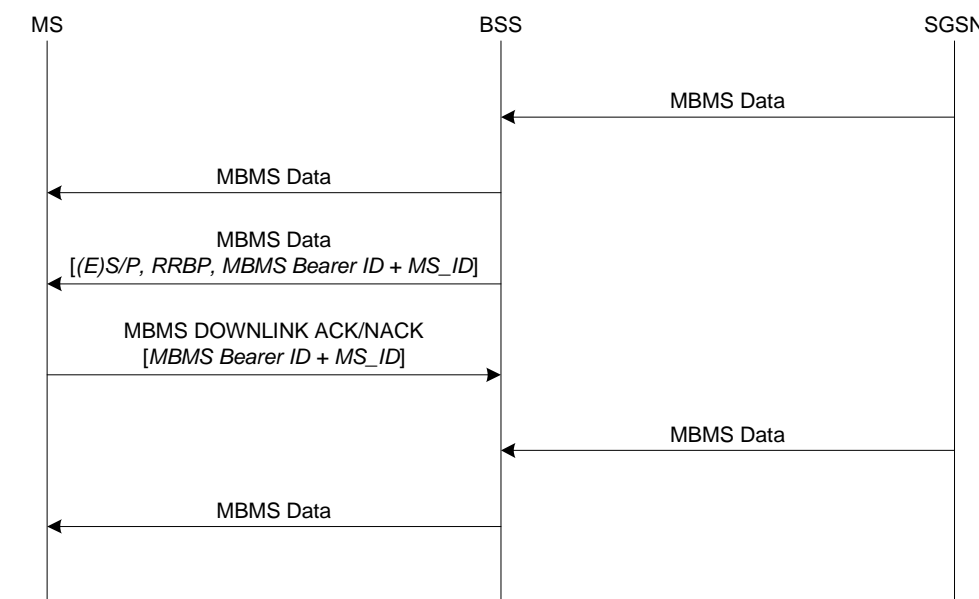 MS
BSS
SGSN
MBMS Data
MBMS Data
MBMS Data
[(E)S/P, RRBP, MBMS Bearer ID + MS_ID]
MBMS DOWNLINK ACK/NACK
[MBMS Bearer ID + MS_ID]
MBMS Data
MBMS Data